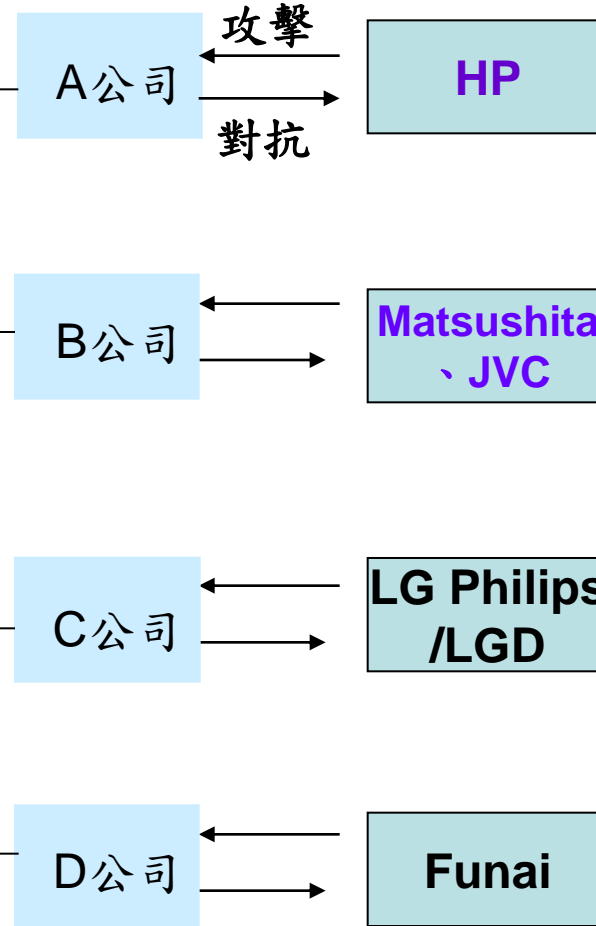 攻擊
A公司
HP
對抗
B公司
Matsushita
、JVC
C公司
LG Philips
/LGD
D公司
Funai